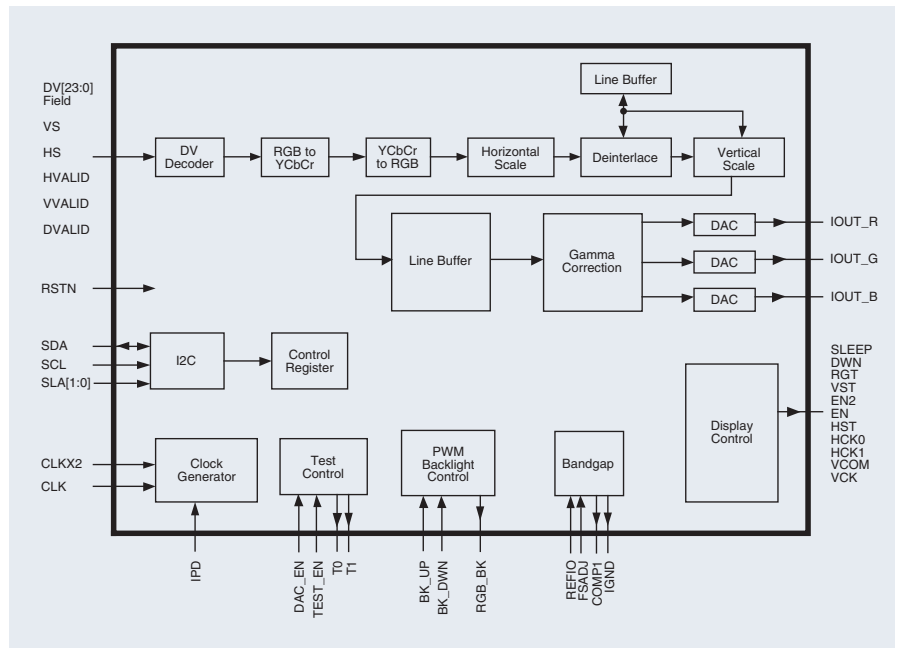 Line Buffer
DV[23:0]
Field
VS
HS
HVALID
VVALID
DVALID
DV
Decoder
RGB to
YCbCr
YCbCr
to RGB
Horizontal
Scale
Deinterlace
Vertical
Scale
Line Buffer
Gamma
Correction
DAC
IOUT_R
DAC
IOUT_G
DAC
IOUT_B
RSTN
SDA
SCL
SLA[1:0]
I2C
Control
Register
SLEEP
DWN
RGT
VST
EN2
EN
HST
HCK0
HCK1
VCOM
VCK
Display
Control
CLKX2
CLK
Clock
Generator
Test
Control
PWM
Backlight
Control
Bandgap
IPD
DAC_EN
TEST_EN
T0
T1
BK_UP
BK_DWN
RGB_BK
REFIO
FSADJ
COMP1
IGND